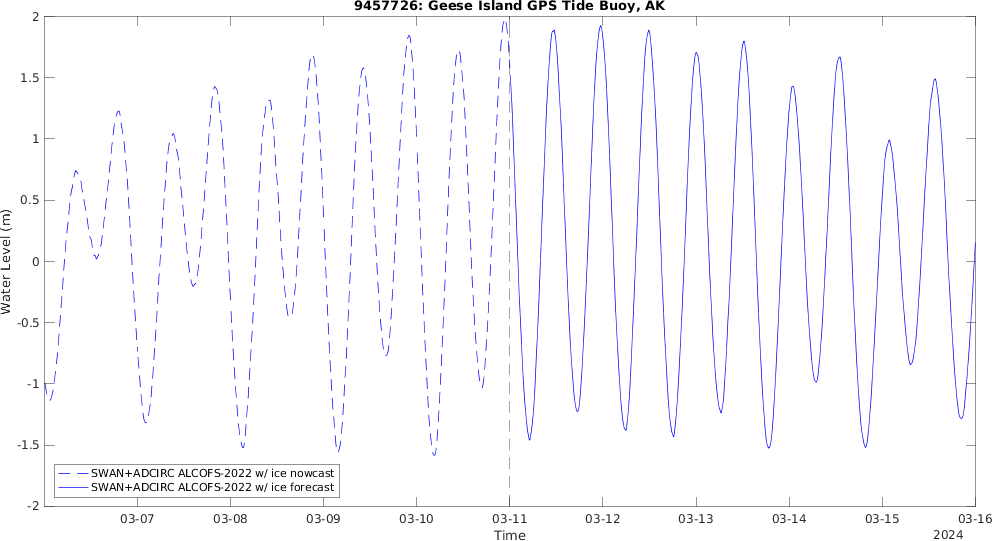 9457726: Geese Island GPS Tide Buoy, AK
2
1.5
1
0.5
0
-0.5
-1
-1.5
-2
Water Level (m)
SWAN+ADCIRC ALCOFS-2022 w/ ice nowcast
SWAN+ADCIRC ALCOFS-2022 w/ ice forecast
03-07 03-08 03-09 03-10 03-11 03-12 03-13 03-14 03-15 03-16
Time
2024